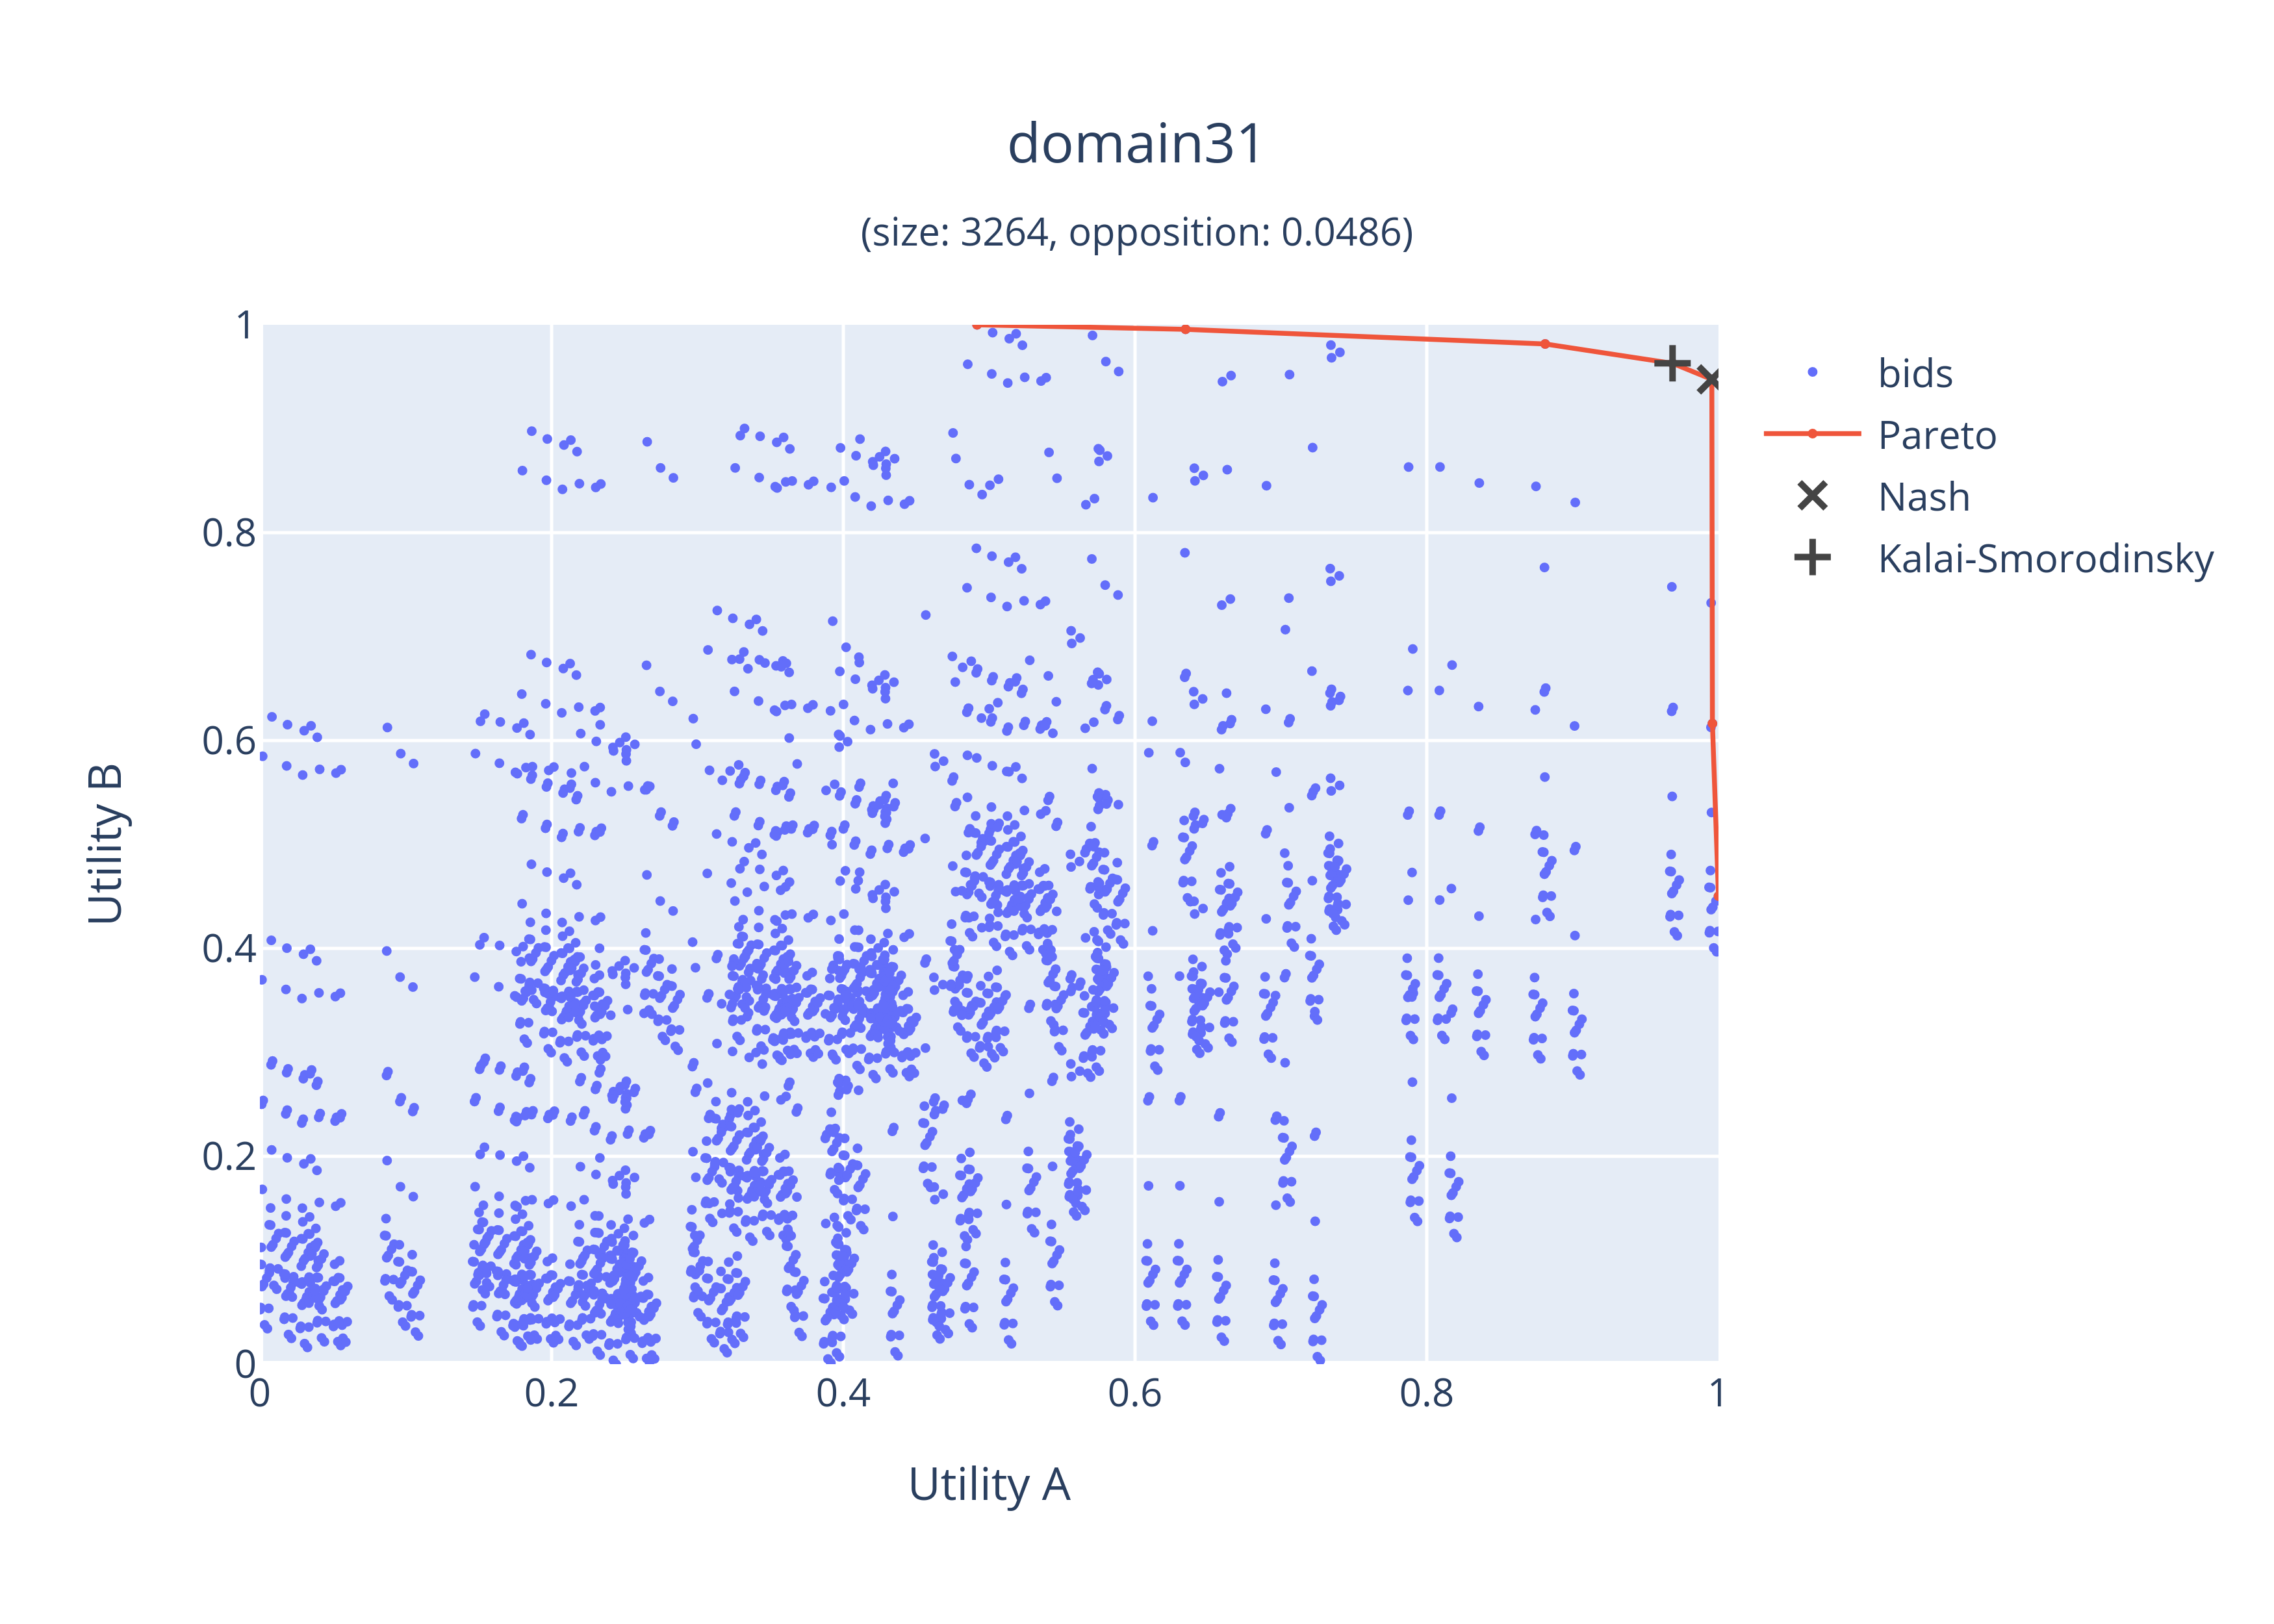 domain31
(size: 3264, opposition: 0.0486)
1
0.8
0.6
0.4
0.2
0
0
0.2
0.4
0.6
0.8
1
Utility A
Utility B
bids
Pareto
Nash
Kalai-Smorodinsky